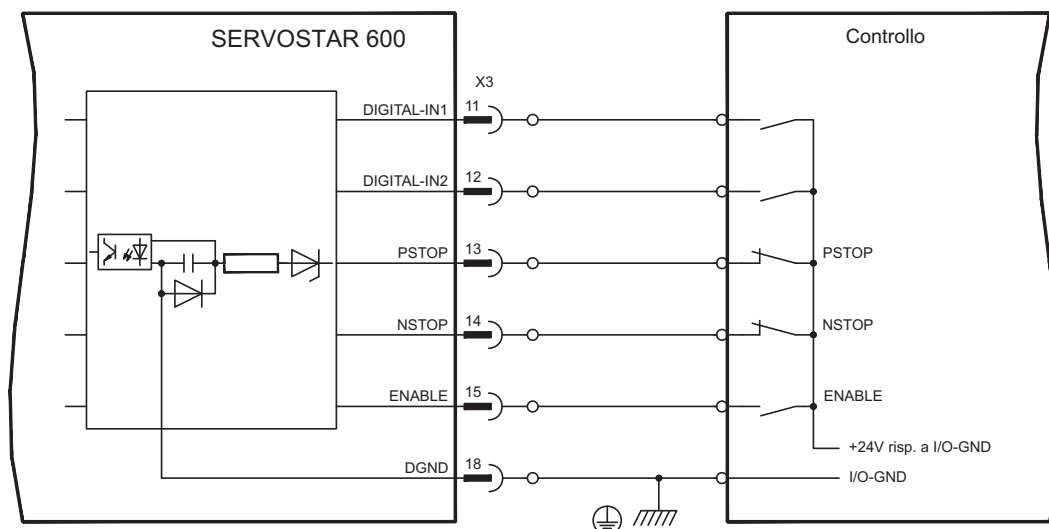 SERVOSTAR 600
Controllo
X3
DIGITAL-IN1 11
DIGITAL-IN2 12
PSTOP 13 PSTOP
NSTOP 14 NSTOP
ENABLE 15 ENABLE
+24V risp. a I/O-GND
DGND 18 I/O-GND